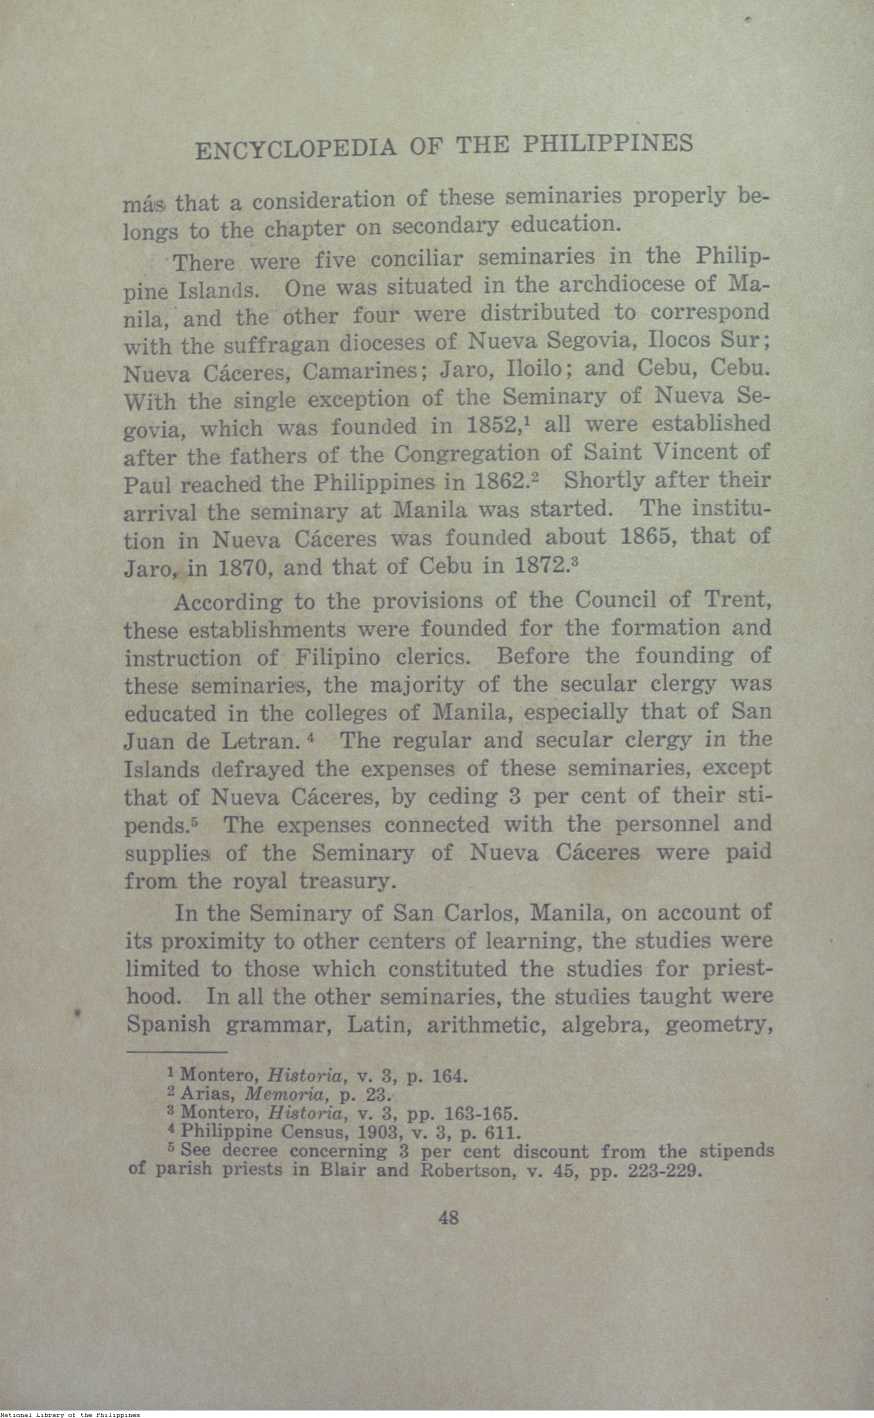 ENCYCLOPEDIA OF THE PHILIPPINES
más that a consideration of these seminaries properly be-
longs to the chapter on secondary education.
There were five conciliar seminaries in the Philip-
pine Islands. One was situated in the archdiocese of Ma-
nila, and the other four were distributed to correspond
with the suffragan dioceses of Nueva Segovia, Ilocos Sur;
Nueva Cáceres, Camarines; Jaro, Iloilo; and Cebu, Cebu.
With the single exception of the Seminary of Nueva Se-
govia, which was founded in 1852,¹ all were established
after the fathers of the Congregation of Saint Vincent of
Paul reached the Philippines in 1862.² Shortly after their
arrival the seminary at Manila was started. The institu-
tion in Nueva Cáceres was founded about 1865, that of
Jaro, in 1870, and that of Cebu in 1872.³
According to the provisions of the Council of Trent,
these establishments were founded for the formation and
instruction of Filipino clerics. Before the founding of
these seminaries, the majority of the secular clergy was
educated in the colleges of Manila, especially that of San
Juan de Letran. ⁴ The regular and secular clergy in the
Islands defrayed the expenses of these seminaries, except
that of Nueva Cáceres, by ceding 3 per cent of their sti-
pends.⁵ The expenses connected with the personnel and
supplies of the Seminary of Nueva Cáceres were paid
from the royal treasury.
In the Seminary of San Carlos, Manila, on account of
its proximity to other centers of learning, the studies were
limited to those which constituted the studies for priest-
hood. In all the other seminaries, the studies taught were
Spanish grammar, Latin, arithmetic, algebra, geometry,
¹ Montero, Historia, v. 3, p. 164.
² Arias, Memoria, p. 23.
³ Montero, Historia, v. 3, pp. 163-165.
⁴ Philippine Census, 1903, v. 3, p. 611.
⁵ See decree concerning 3 per cent discount from the stipends
of parish priests in Blair and Robertson, v. 45, pp. 223-229.
48
National Library of the Philippines